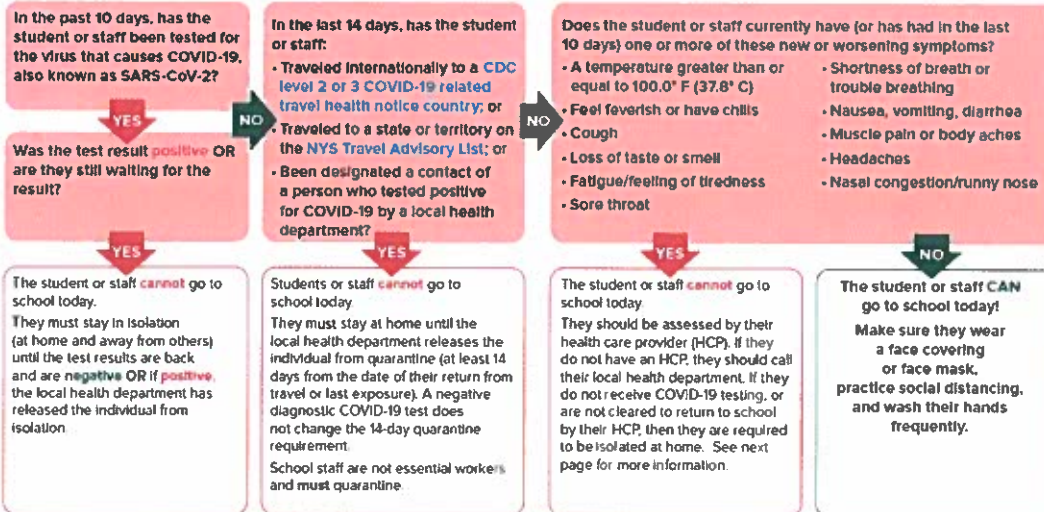 In the past 10 days, has the
student or staff been tested for
the virus that causes COVID-19,
also known as SARS-CoV-2?
YES
Was the test result positive OR
are they still waiting for the
result?
YES
The student or staff cannot go to
school today.
They must stay in isolation
(at home and away from others)
until the test results are back
and are negative OR if positive,
the local health department has
released the individual from
isolation.
NO
In the last 14 days, has the student
or staff:
• Traveled internationally to a CDC
level 2 or 3 COVID-19 related
travel health notice country; or
• Traveled to a state or territory on
the NYS Travel Advisory List; or
• Been designated a contact of
a person who tested positive
for COVID-19 by a local health
department?
YES
Students or staff cannot go to
school today.
They must stay at home until the
local health department releases the
individual from quarantine (at least 14
days from the date of their return from
travel or last exposure). A negative
diagnostic COVID-19 test does
not change the 14-day quarantine
requirement.
School staff are not essential workers
and must quarantine.
NO
Does the student or staff currently have (or has had in the last
10 days) one or more of these new or worsening symptoms?
• A temperature greater than or
equal to 100.0° F (37.8° C)
• Feel feverish or have chills
• Cough
• Loss of taste or smell
• Fatigue/feeling of tiredness
• Sore throat
• Shortness of breath or
trouble breathing
• Nausea, vomiting, diarrhea
• Muscle pain or body aches
• Headaches
• Nasal congestion/runny nose
YES
The student or staff cannot go to
school today.
They should be assessed by their
health care provider (HCP). If they
do not have an HCP, they should call
their local health department. If they
do not receive COVID-19 testing, or
are not cleared to return to school
by their HCP, then they are required
to be isolated at home. See next
page for more information.
NO
The student or staff CAN
go to school today!
Make sure they wear
a face covering
or face mask,
practice social distancing,
and wash their hands
frequently.